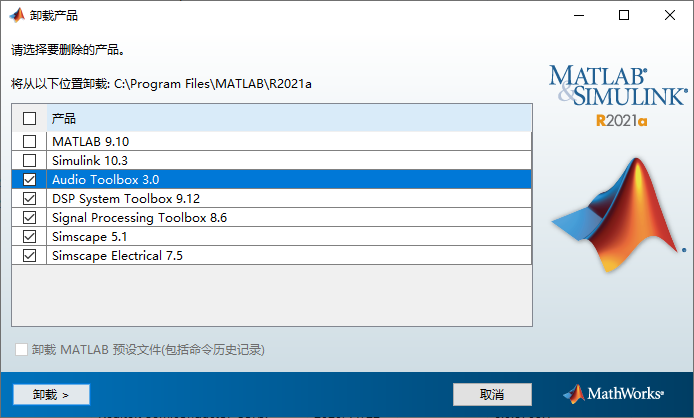 卸载产品
请选择要删除的产品。
将从以下位置卸载: C:\Program Files\MATLAB\R2021a
MATLAB®
&SIMULINK®
R2021a
产品
MATLAB 9.10
Simulink 10.3
Audio Toolbox 3.0
DSP System Toolbox 9.12
Signal Processing Toolbox 8.6
Simscape 5.1
Simscape Electrical 7.5
卸载 MATLAB 预设文件(包括命令历史记录)
卸载 >
取消
MathWorks®